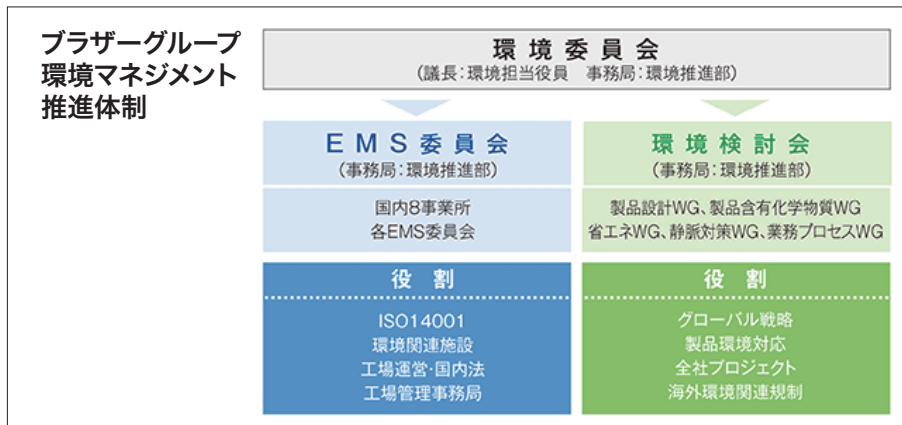 ブラザーグループ
環境マネジメント
推進体制
環境委員会
(議長:環境担当役員　事務局:環境推進部)
EMS委員会
(事務局:環境推進部)
国内8事業所
各EMS委員会
役割
ISO14001
環境関連施設
工場運営・国内法
工場管理事務局
環境検討会
(事務局:環境推進部)
製品設計WG、製品含有化学物質WG
省エネWG、静脈対策WG、業務プロセスWG
役割
グローバル戦略
製品環境対応
全社プロジェクト
海外環境関連規制